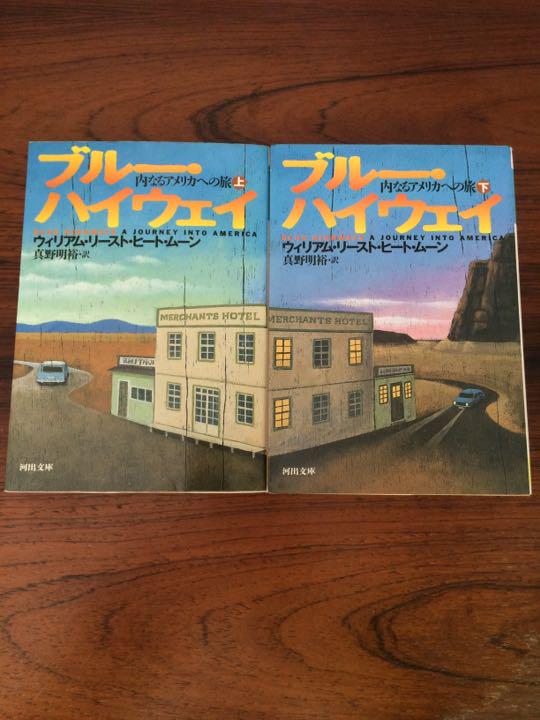 ブルー・
内なるアメリカへの旅 上
ハイウェイ
BLUE HIGHWAYS A JOURNEY INTO AMERICA
ウィリアム・リースト・ヒート・ムーン
真野明裕・訳
MERCHANTS HOTEL
河出文庫
ブルー・
内なるアメリカへの旅 下
ハイウェイ
BLUE HIGHWAYS A JOURNEY INTO AMERICA
ウィリアム・リースト・ヒート・ムーン
真野明裕・訳
MERCHANTS HOTEL
河出文庫